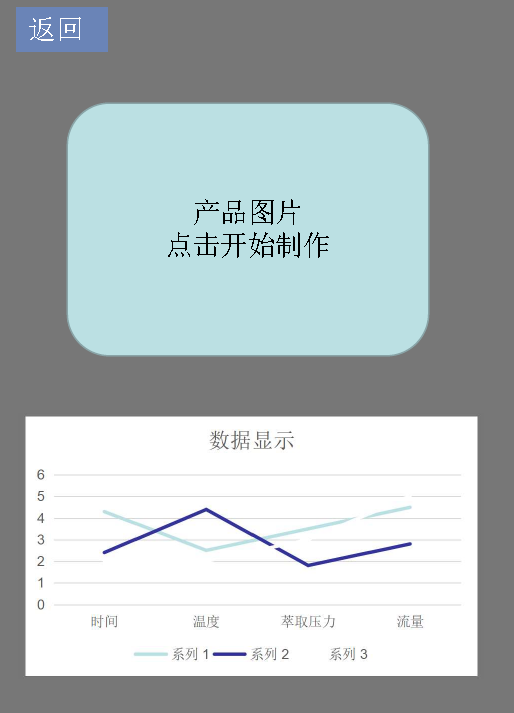 返回
产品图片
点击开始制作
数据显示
6
5
4
3
2
1
0
时间 温度 萃取压力 流量
系列 1 系列 2 系列 3